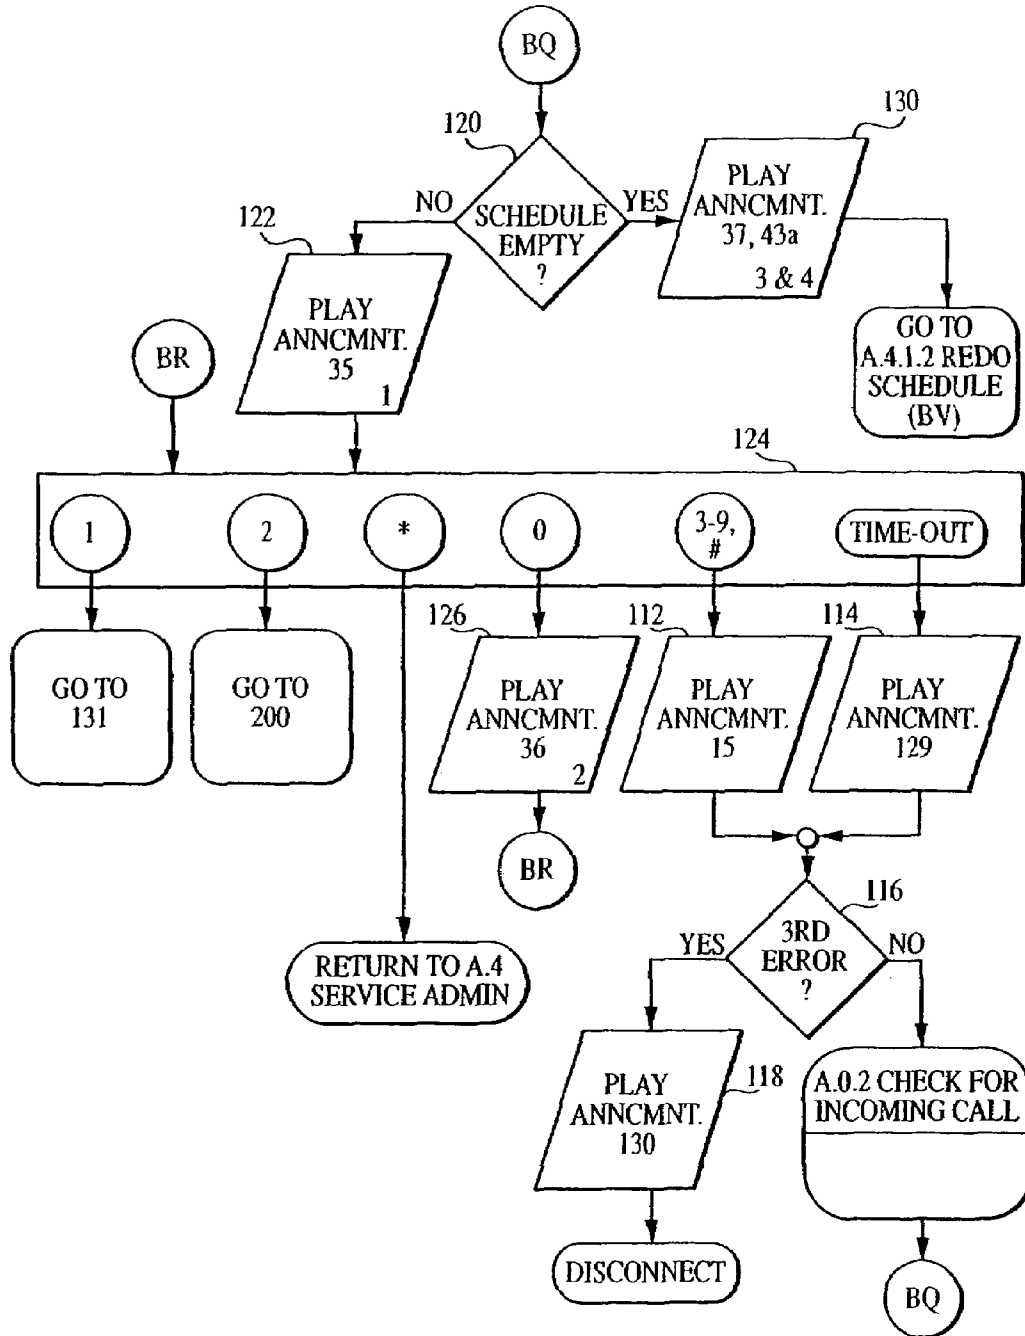 BQ
120
130
NO
SCHEDULE
EMPTY
?
YES
PLAY
ANNCMNT.
37, 43a
3 & 4
122
PLAY
ANNCMNT.
35
1
BR
GO TO
A.4.1.2 REDO
SCHEDULE
(BV)
124
1
2
*
0
3-9,
#
TIME-OUT
GO TO
131
GO TO
200
126
PLAY
ANNCMNT.
36
2
112
PLAY
ANNCMNT.
15
114
PLAY
ANNCMNT.
129
BR
RETURN TO A.4
SERVICE ADMIN
116
YES
3RD
ERROR
?
NO
PLAY
ANNCMNT.
130
118
A.0.2 CHECK FOR
INCOMING CALL
DISCONNECT
BQ